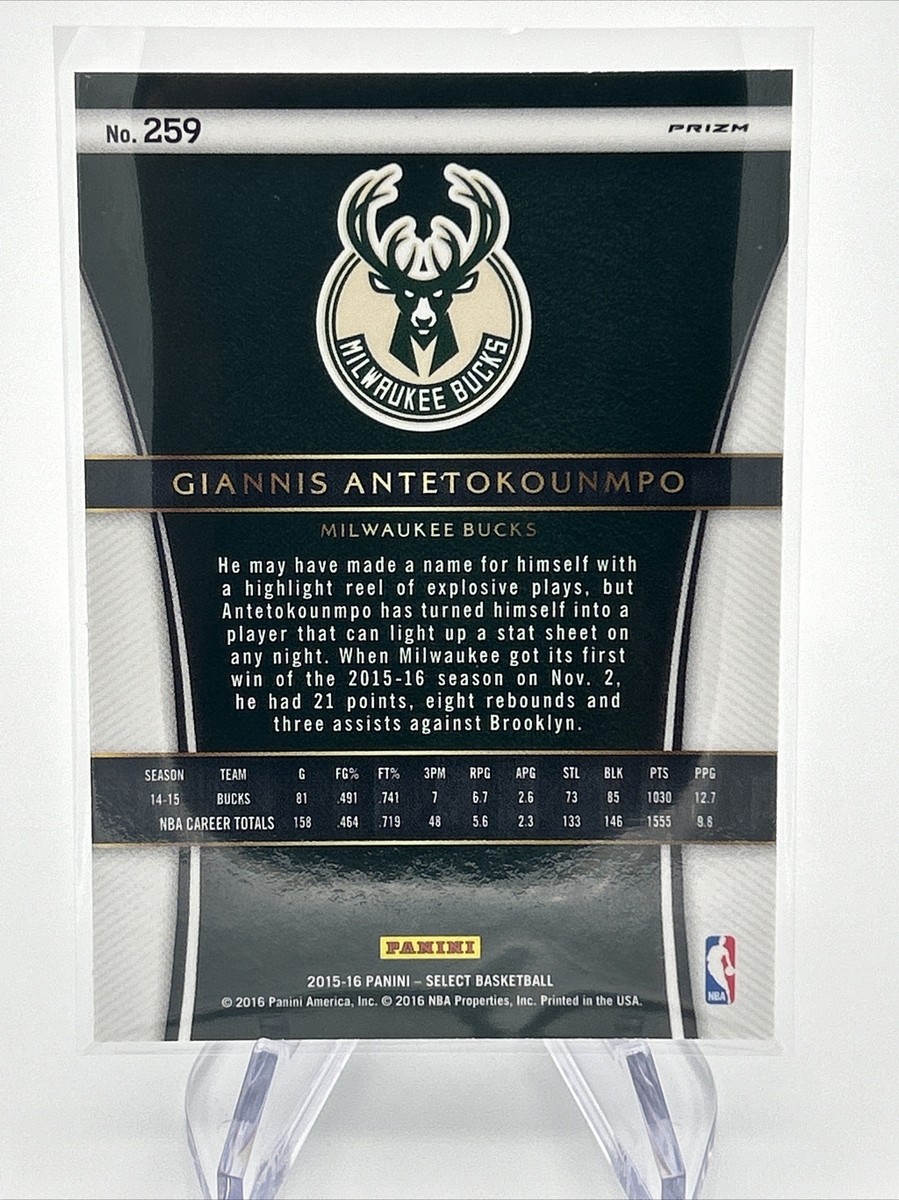 No. 259
PRIZM
MILWAUKEE BUCKS
GIANNIS ANTETOKOUNMPO
MILWAUKEE BUCKS
He may have made a name for himself with
a highlight reel of explosive plays, but
Antetokounmpo has turned himself into a
player that can light up a stat sheet on
any night. When Milwaukee got its first
win of the 2015-16 season on Nov. 2,
he had 21 points, eight rebounds and
three assists against Brooklyn.
SEASON TEAM G FG% FT% 3PM RPG APG STL BLK PTS PPG
14-15 BUCKS 81 .491 .741 7 6.7 2.6 73 85 1030 12.7
NBA CAREER TOTALS 158 .464 .719 48 5.6 2.3 133 146 1555 9.8
PANINI
NBA
2015-16 PANINI – SELECT BASKETBALL
© 2016 Panini America, Inc. © 2016 NBA Properties, Inc. Printed in the USA.